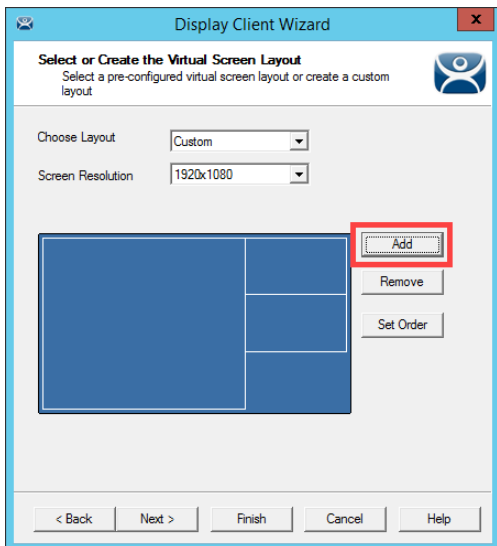 Display Client Wizard
x
Select or Create the Virtual Screen Layout
Select a pre-configured virtual screen layout or create a custom
layout
Choose Layout
Custom
Screen Resolution
1920x1080
Add
Remove
Set Order
< Back
Next >
Finish
Cancel
Help